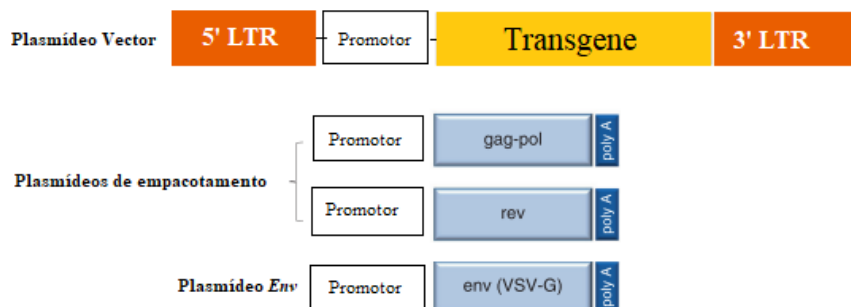 Plasmídeo Vector 5' LTR Promotor Transgene 3' LTR
Promotor gag-pol poly A
Plasmídeos de empacotamento
Promotor rev poly A
Plasmídeo Env Promotor env (VSV-G) poly A